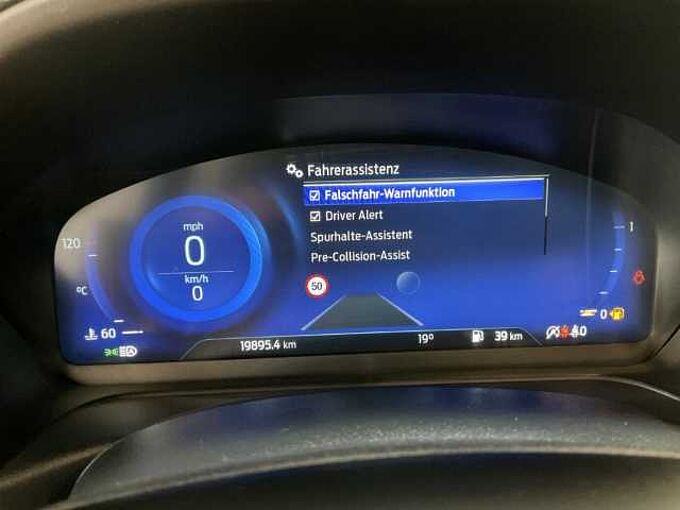 Fahrerassistenz
Falschfahr-Warnfunktion
Driver Alert
Spurhalte-Assistent
Pre-Collision-Assist
mph
0
km/h
0
120
°C
60
50
1
0
19895.4 km
19°
39 km